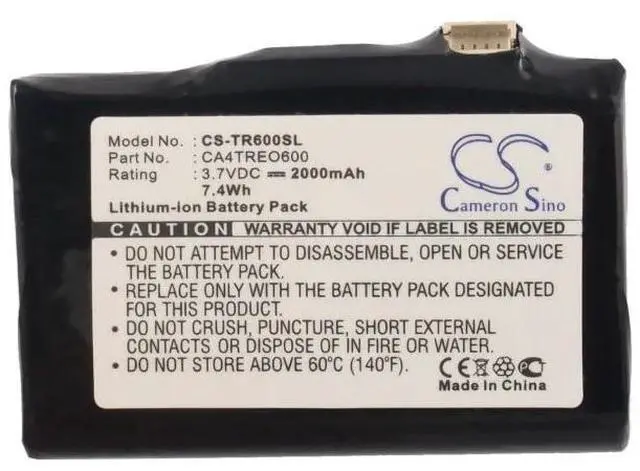 Model No. : CS-TR600SL
Part No. : CA4TREO600
Rating : 3.7VDC ⎓ 2000mAh
7.4Wh
Lithium-ion Battery Pack
CS
Cameron Sino
CAUTION WARRANTY VOID IF LABEL IS REMOVED
• DO NOT ATTEMPT TO DISASSEMBLE, OPEN OR SERVICE
THE BATTERY PACK.
• REPLACE ONLY WITH THE BATTERY PACK DESIGNATED
FOR THIS PRODUCT.
• DO NOT CRUSH, PUNCTURE, SHORT EXTERNAL
CONTACTS OR DISPOSE OF IN FIRE OR WATER.
• DO NOT STORE ABOVE 60°C (140°F).
CE
Made In China